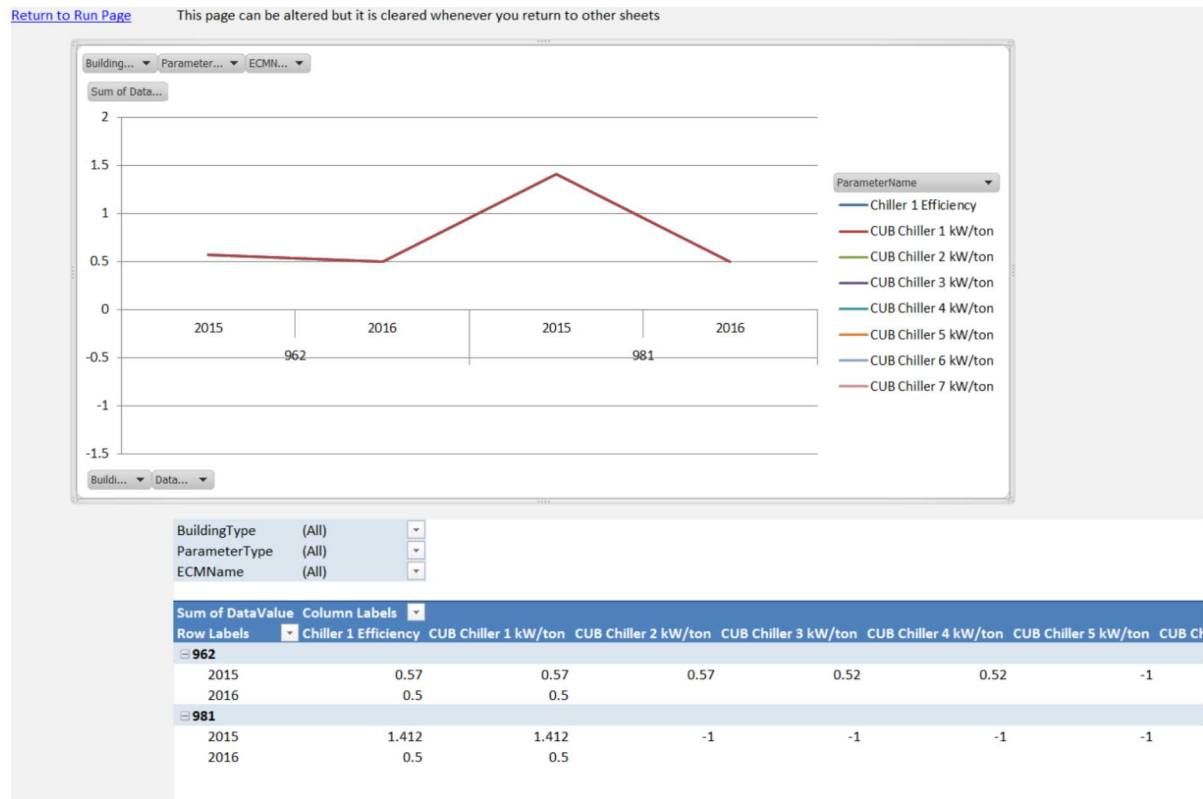 Return to Run Page This page can be altered but it is cleared whenever you return to other sheets
Building... Parameter... ECMN...
Sum of Data...
2
1.5
1
0.5
0
-0.5
-1
-1.5
2015 2016 2015 2016
962 981
ParameterName
Chiller 1 Efficiency
CUB Chiller 1 kW/ton
CUB Chiller 2 kW/ton
CUB Chiller 3 kW/ton
CUB Chiller 4 kW/ton
CUB Chiller 5 kW/ton
CUB Chiller 6 kW/ton
CUB Chiller 7 kW/ton
Buildi... Data...
BuildingType (All)
ParameterType (All)
ECMName (All)
Sum of DataValue Column Labels
Row Labels Chiller 1 Efficiency CUB Chiller 1 kW/ton CUB Chiller 2 kW/ton CUB Chiller 3 kW/ton CUB Chiller 4 kW/ton CUB Chiller 5 kW/ton CUB Ch
962
2015 0.57 0.57 0.57 0.52 0.52 -1
2016 0.5 0.5
981
2015 1.412 1.412 -1 -1 -1 -1
2016 0.5 0.5